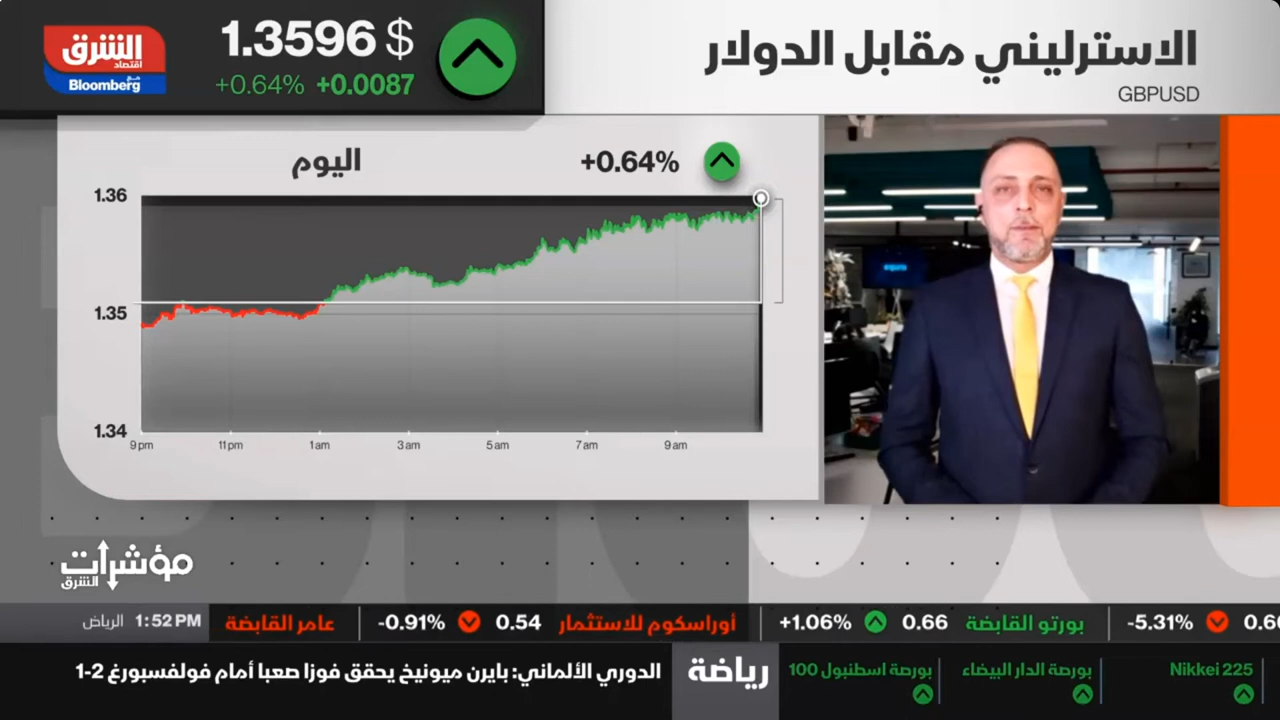 الشرق
اقتصاد
مع
Bloomberg
1.3596 $
+0.64% +0.0087
الاسترليني مقابل الدولار
GBPUSD
اليوم
+0.64%
1.36
1.35
1.34
9pm 11pm 1am 3am 5am 7am 9am
مؤشرات
الشرق
-5.31%
بورتو القابضة 0.66 +1.06%
أوراسكوم للاستثمار 0.54 -0.91%
عامر القابضة
1:52 PM الرياض
Nikkei 225
بورصة الدار البيضاء
بورصة اسطنبول 100
رياضة
الدوري الألماني: بايرن ميونيخ يحقق فوزا صعبا أمام فولفسبورغ 2-1